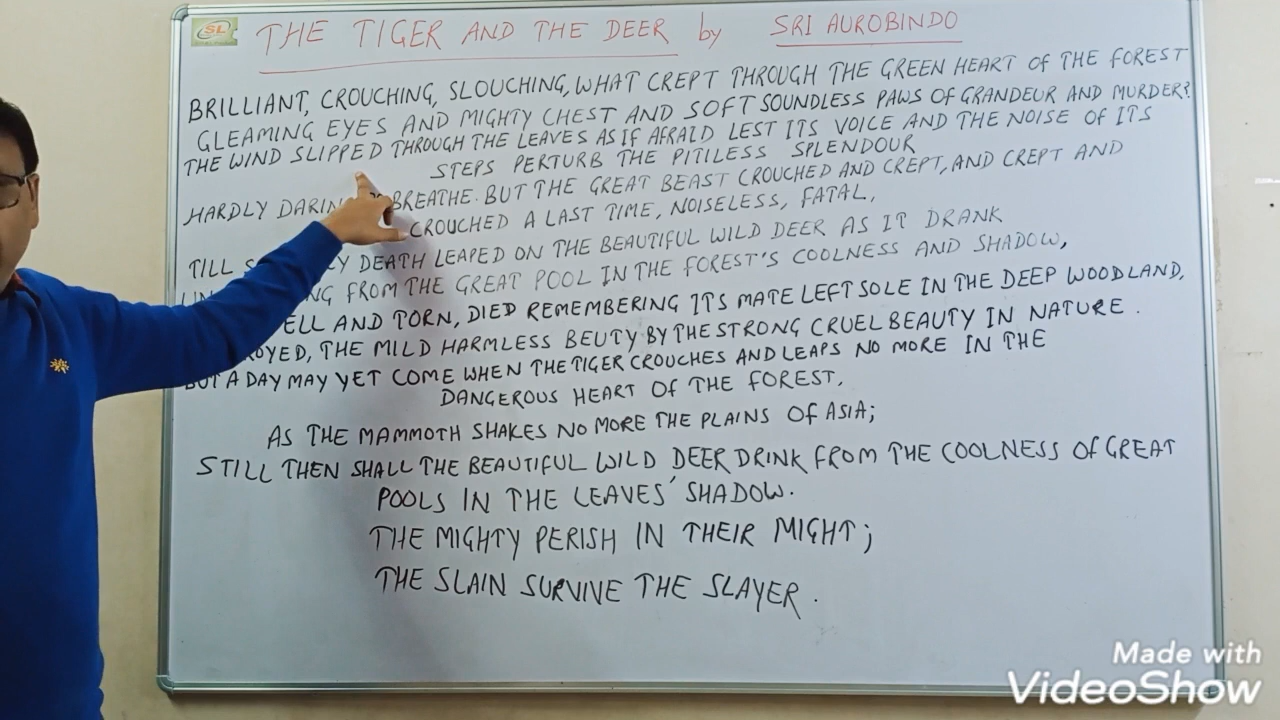 SL
THE TIGER AND THE DEER by SRI AUROBINDO
BRILLIANT, CROUCHING, SLOUCHING, WHAT CREPT THROUGH THE GREEN HEART OF THE FOREST
GLEAMING EYES AND MIGHTY CHEST AND SOFT SOUNDLESS PAWS OF GRANDEUR AND MURDER?
THE WIND SLIPPED THROUGH THE LEAVES AS IF AFRAID LEST ITS VOICE AND THE NOISE OF ITS
STEPS PERTURB THE PITILESS SPLENDOUR
HARDLY DARING BREATHE. BUT THE GREAT BEAST CROUCHED AND CREPT, AND CREPT AND
CROUCHED A LAST TIME, NOISELESS, FATAL,
TILL DEATH LEAPED ON THE BEAUTIFUL WILD DEER AS IT DRANK
FROM THE GREAT POOL IN THE FOREST'S COOLNESS AND SHADOW,
AND TORN, DIED REMEMBERING ITS MATE LEFT SOLE IN THE DEEP WOODLAND,
THE MILD HARMLESS BEUTY BY THE STRONG CRUEL BEAUTY IN NATURE.
BUT A DAY MAY YET COME WHEN THE TIGER CROUCHES AND LEAPS NO MORE IN THE
DANGEROUS HEART OF THE FOREST,
AS THE MAMMOTH SHAKES NO MORE THE PLAINS OF ASIA;
STILL THEN SHALL THE BEAUTIFUL WILD DEER DRINK FROM THE COOLNESS OF GREAT
POOLS IN THE LEAVES' SHADOW.
THE MIGHTY PERISH IN THEIR MIGHT;
THE SLAIN SURVIVE THE SLAYER.
Made with
VideoShow